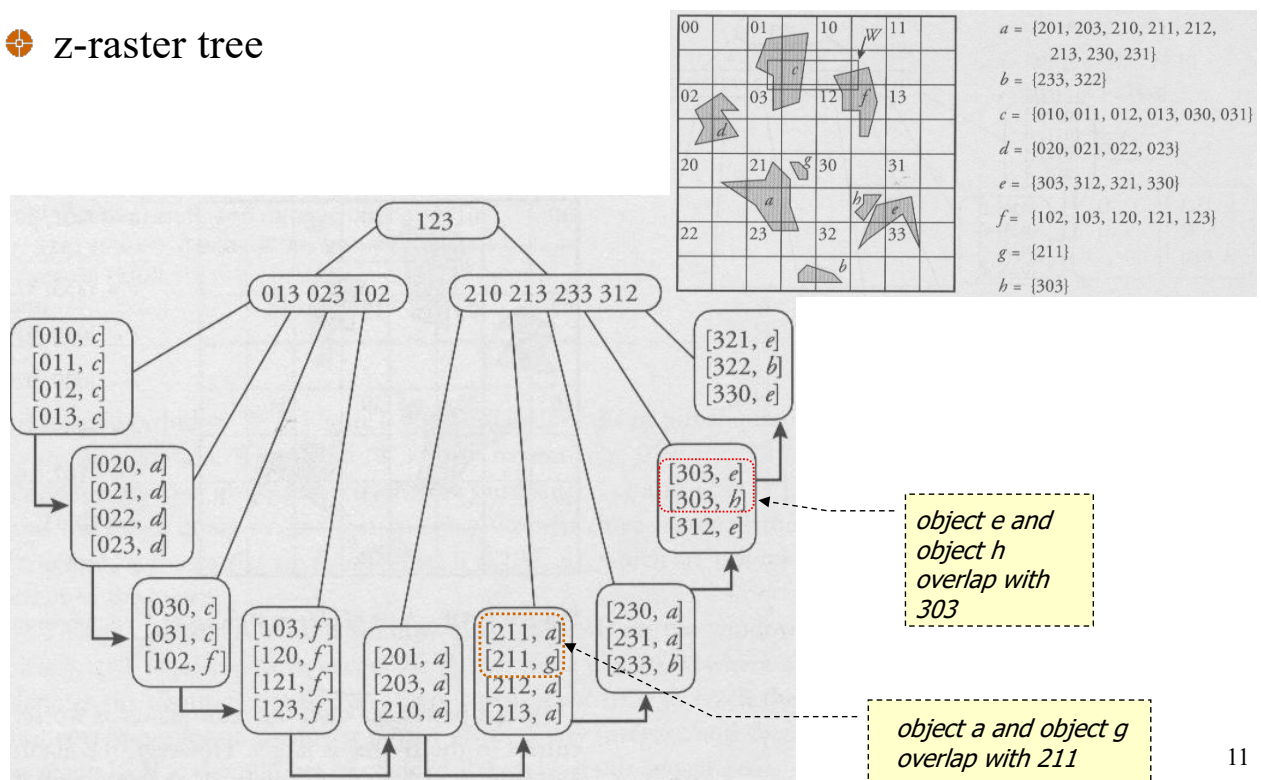 z-raster tree
00 01 10 11
W
c
02 03 12 f 13
d
20 21 g 30 31
a h e
22 23 32 33
b
a = {201, 203, 210, 211, 212,
213, 230, 231}
b = {233, 322}
c = {010, 011, 012, 013, 030, 031}
d = {020, 021, 022, 023}
e = {303, 312, 321, 330}
f = {102, 103, 120, 121, 123}
g = {211}
h = {303}
123
013 023 102
210 213 233 312
[010, c]
[011, c]
[012, c]
[013, c]
[020, d]
[021, d]
[022, d]
[023, d]
[030, c]
[031, c]
[102, f]
[103, f]
[120, f]
[121, f]
[123, f]
[201, a]
[203, a]
[210, a]
[211, a]
[211, g]
[212, a]
[213, a]
[230, a]
[231, a]
[233, b]
[303, e]
[303, h]
[312, e]
[321, e]
[322, b]
[330, e]
object e and
object h
overlap with
303
object a and object g
overlap with 211
11